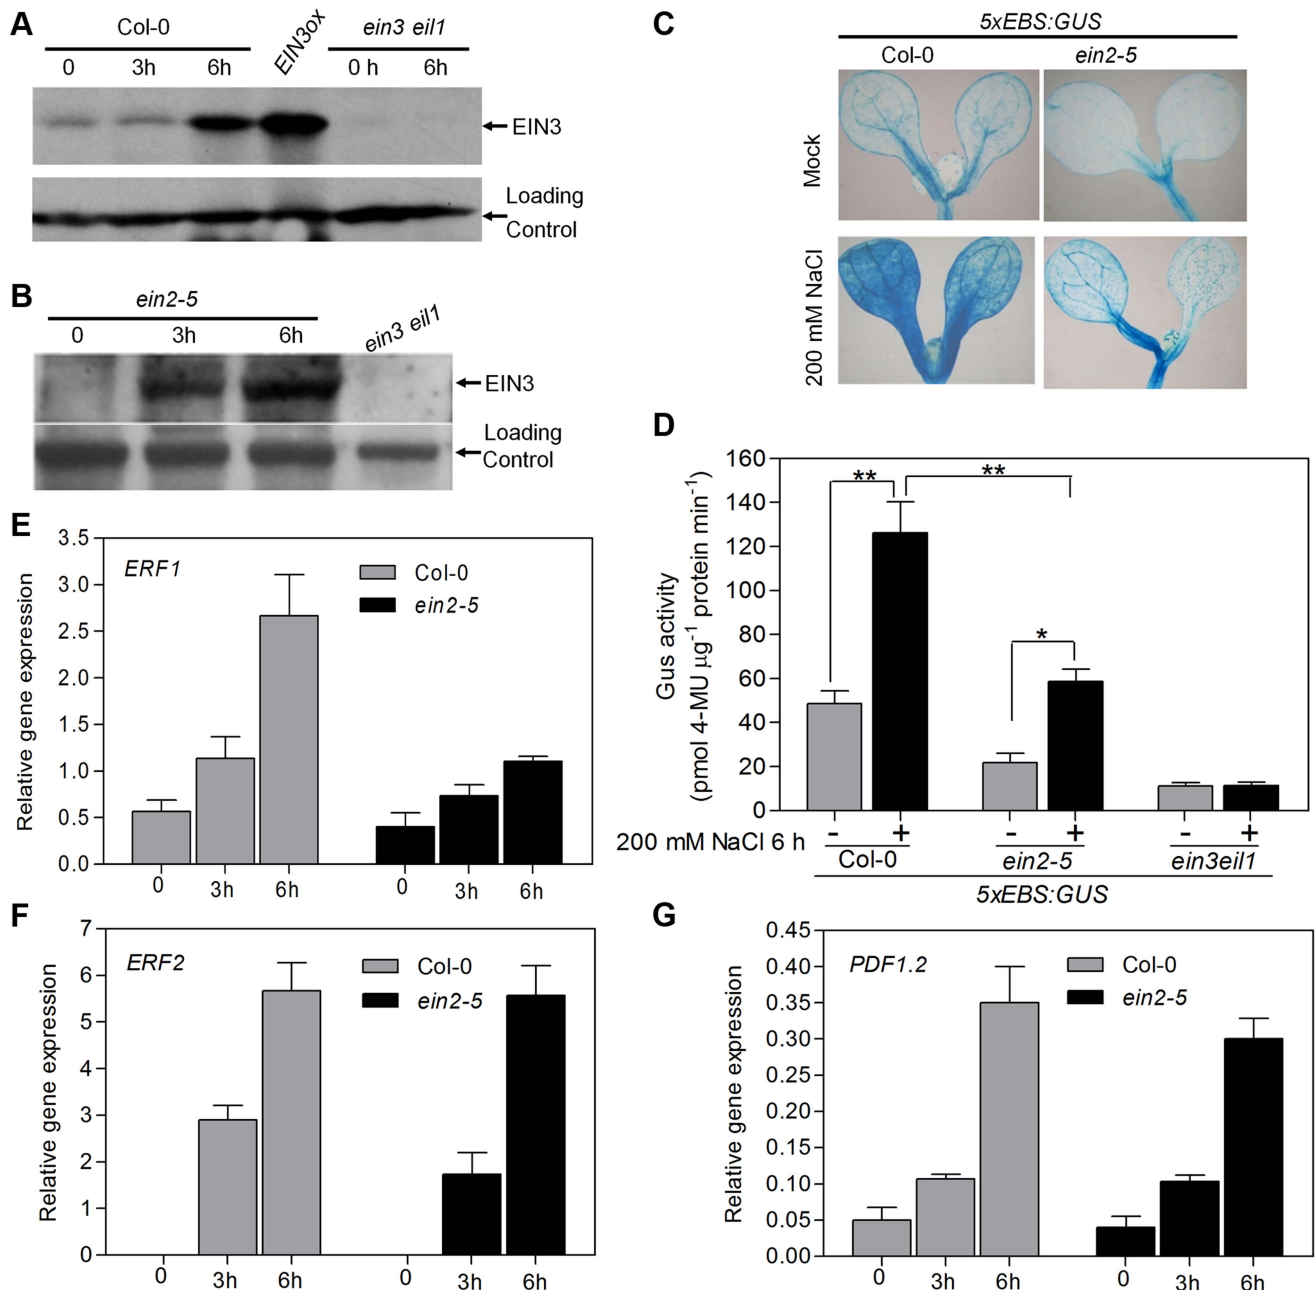 A
Col-0
EIN3ox
ein3 eil1
0
3h
6h
0 h
6h
EIN3
Loading
Control
B
ein2-5
0
3h
6h
ein3 eil1
EIN3
Loading
Control
C
5xEBS:GUS
Col-0
ein2-5
Mock
200 mM NaCl
D
Gus activity
(pmol 4-MU µg⁻¹ protein min⁻¹)
160
140
120
100
80
60
40
20
0
**
**
*
200 mM NaCl 6 h
-
+
-
+
-
+
Col-0
ein2-5
ein3eil1
5xEBS:GUS
E
Relative gene expression
3.5
3.0
2.5
2.0
1.5
1.0
0.5
0.0
ERF1
Col-0
ein2-5
0
3h
6h
0
3h
6h
F
Relative gene expression
7
6
5
4
3
2
1
0
ERF2
Col-0
ein2-5
0
3h
6h
0
3h
6h
G
Relative gene expression
0.45
0.40
0.35
0.30
0.25
0.20
0.15
0.10
0.05
0.00
PDF1.2
Col-0
ein2-5
0
3h
6h
0
3h
6h